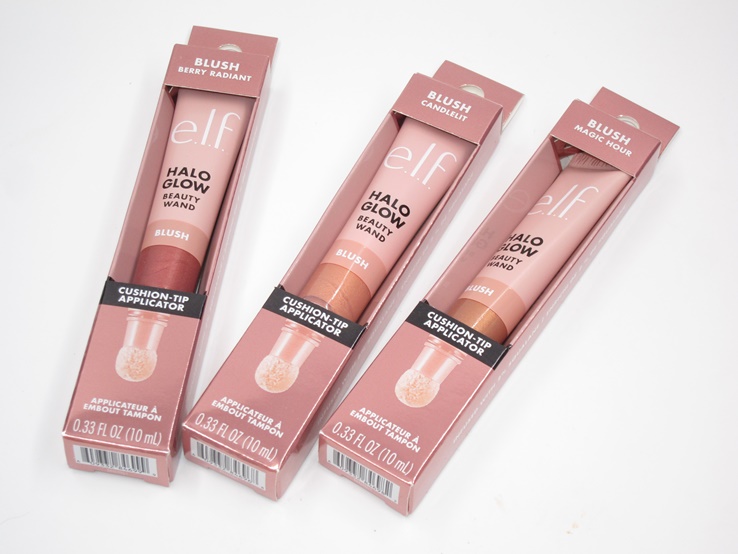 BLUSH
BERRY RADIANT
e.l.f.
HALO
GLOW
BEAUTY
WAND
BLUSH
CUSHION-TIP
APPLICATOR
APPLICATEUR À
EMBOUT TAMPON
0.33 FL OZ (10 mL)
BLUSH
CANDLELIT
e.l.f.
HALO
GLOW
BEAUTY
WAND
BLUSH
CUSHION-TIP
APPLICATOR
APPLICATEUR À
EMBOUT TAMPON
0.33 FL OZ (10 mL)
BLUSH
MAGIC HOUR
e.l.f.
HALO
GLOW
BEAUTY
WAND
BLUSH
CUSHION-TIP
APPLICATOR
APPLICATEUR À
EMBOUT TAMPON
0.33 FL OZ (10 mL)